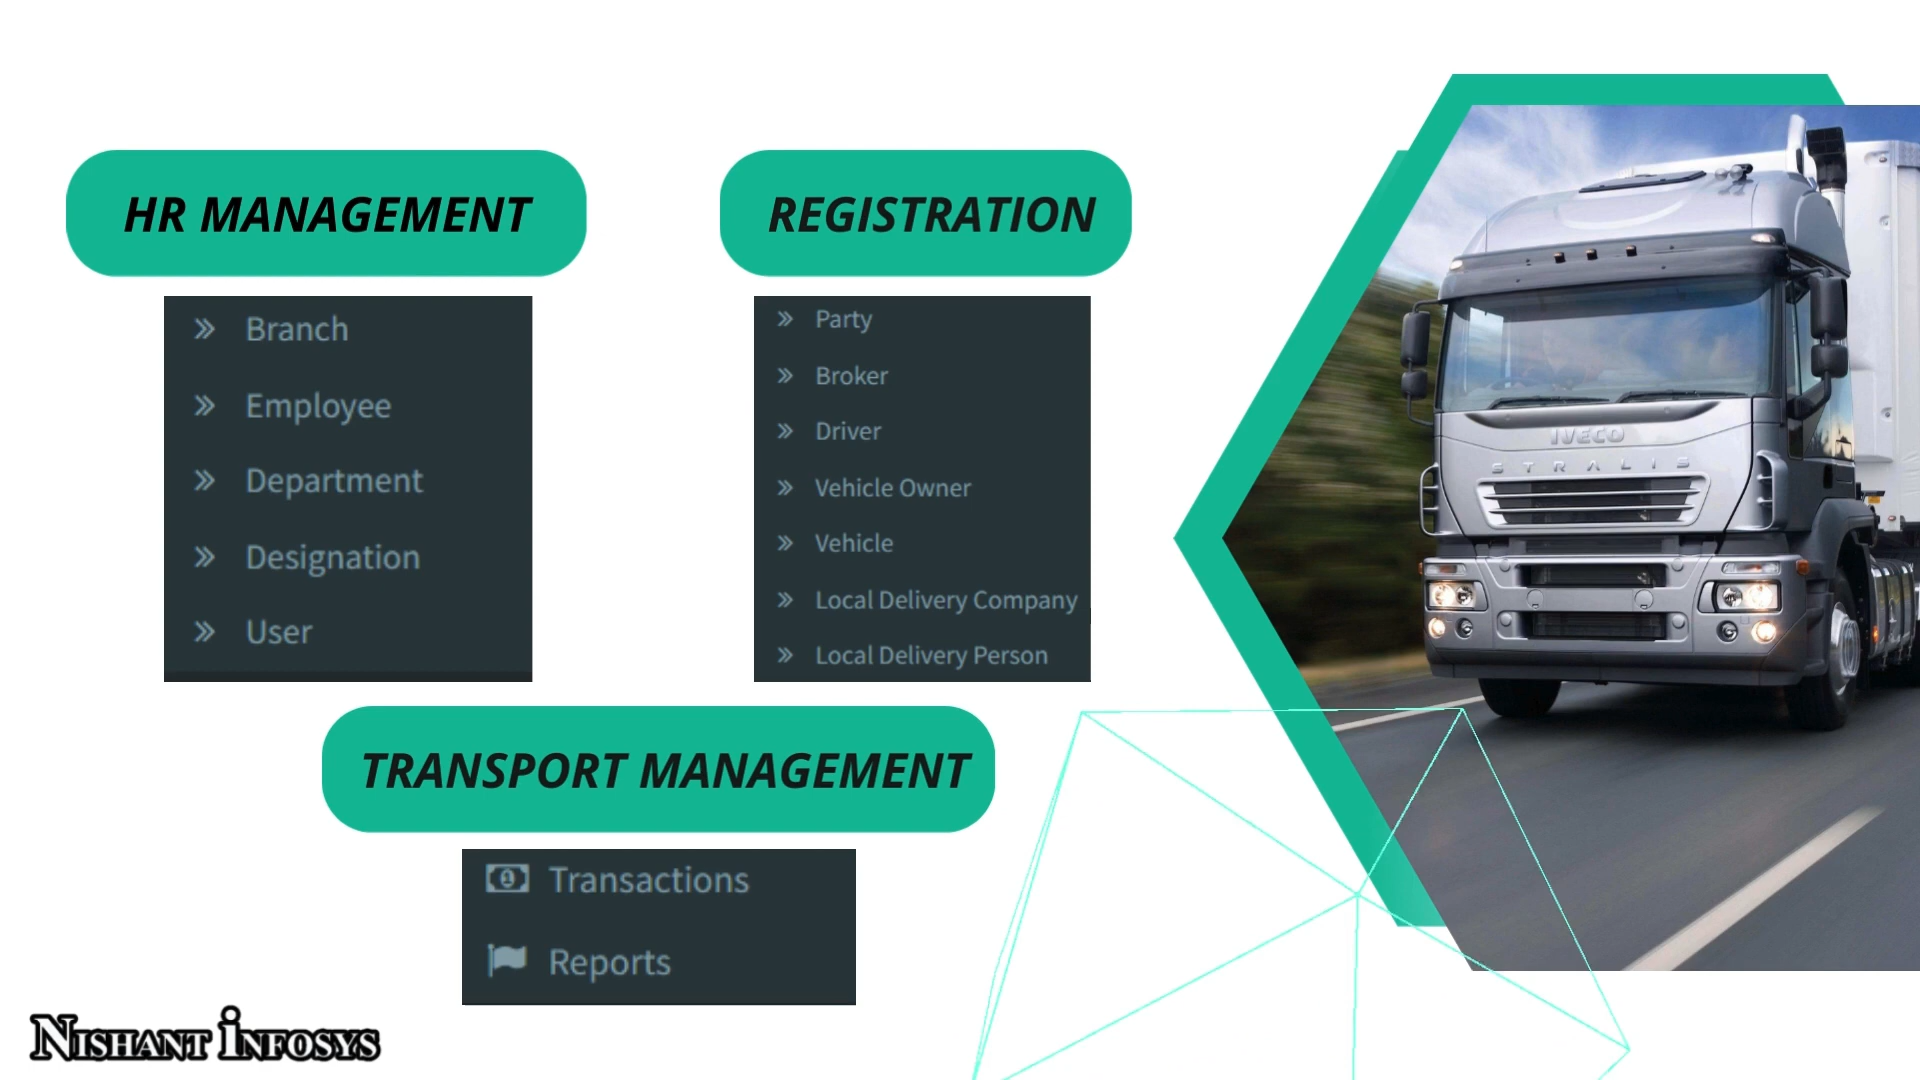 HR MANAGEMENT
Branch
Employee
Department
Designation
User
REGISTRATION
Party
Broker
Driver
Vehicle Owner
Vehicle
Local Delivery Company
Local Delivery Person
TRANSPORT MANAGEMENT
Transactions
Reports
IVECO
STRALIS
NISHANT INFOSYS